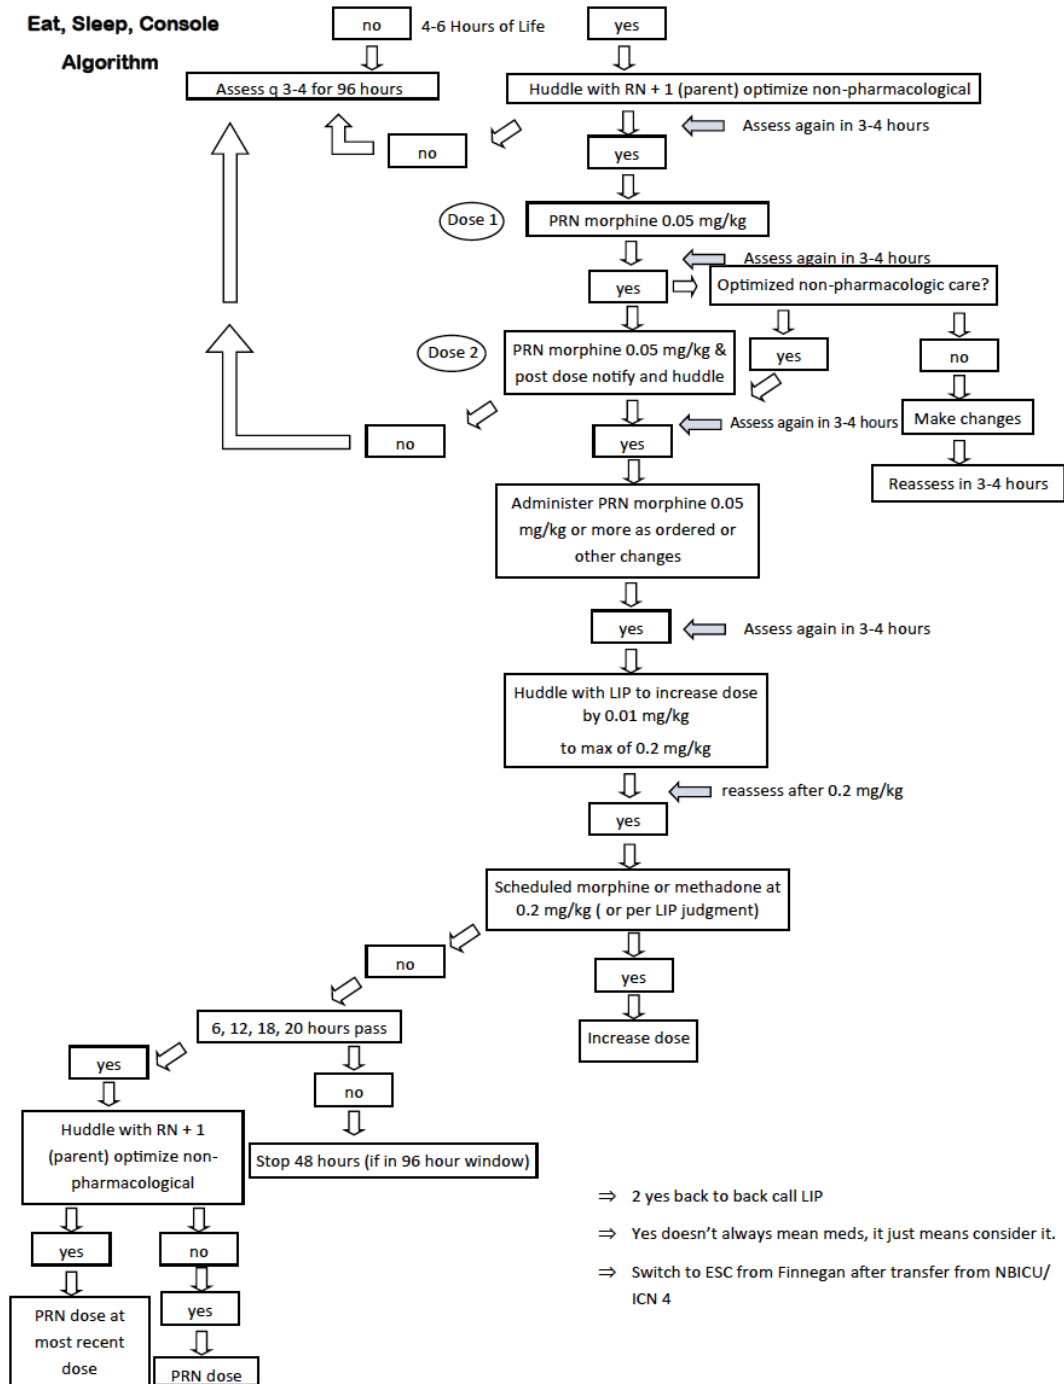 Eat, Sleep, Console
Algorithm
no
4-6 Hours of Life
yes
Assess q 3-4 for 96 hours
Huddle with RN + 1 (parent) optimize non-pharmacological
Assess again in 3-4 hours
no
yes
Dose 1
PRN morphine 0.05 mg/kg
Assess again in 3-4 hours
yes
Optimized non-pharmacologic care?
Dose 2
PRN morphine 0.05 mg/kg &
post dose notify and huddle
yes
no
no
yes
Assess again in 3-4 hours
Make changes
Reassess in 3-4 hours
Administer PRN morphine 0.05
mg/kg or more as ordered or
other changes
yes
Assess again in 3-4 hours
Huddle with LIP to increase dose
by 0.01 mg/kg
to max of 0.2 mg/kg
reassess after 0.2 mg/kg
yes
Scheduled morphine or methadone at
0.2 mg/kg ( or per LIP judgment)
no
yes
6, 12, 18, 20 hours pass
Increase dose
yes
no
Huddle with RN + 1
(parent) optimize non-
pharmacological
Stop 48 hours (if in 96 hour window)
yes
no
yes
PRN dose at
most recent
dose
PRN dose
⇒ 2 yes back to back call LIP
⇒ Yes doesn’t always mean meds, it just means consider it.
⇒ Switch to ESC from Finnegan after transfer from NBICU/
ICN 4